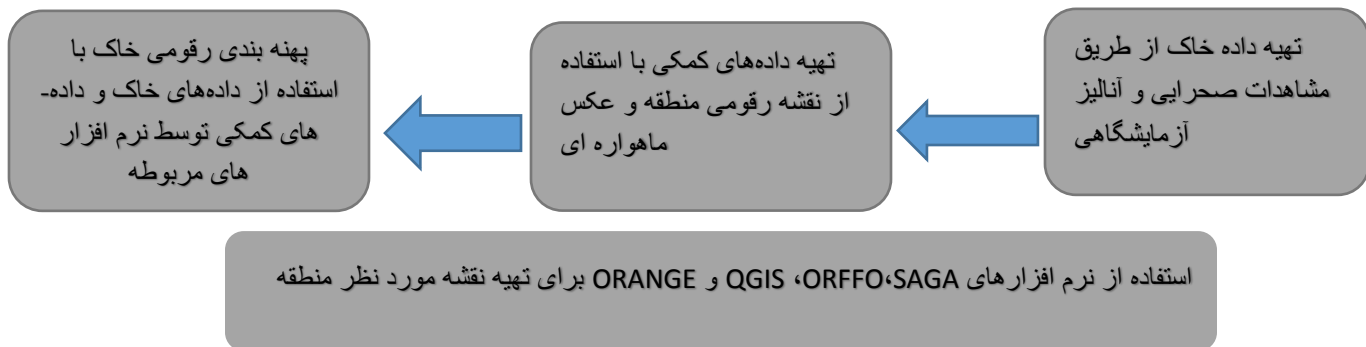 تهیه داده خاک از طریق
مشاهدات صحرایی و آنالیز
آزمایشگاهی
تهیه داده‌های کمکی با استفاده
از نقشه رقومی منطقه و عکس
ماهواره ای
پهنه بندی رقومی خاک با
استفاده از داده‌های خاک و داده-
های کمکی توسط نرم افزار
های مربوطه
استفاده از نرم افزارهای QGIS ،ORFFO،SAGA و ORANGE برای تهیه نقشه مورد نظر منطقه